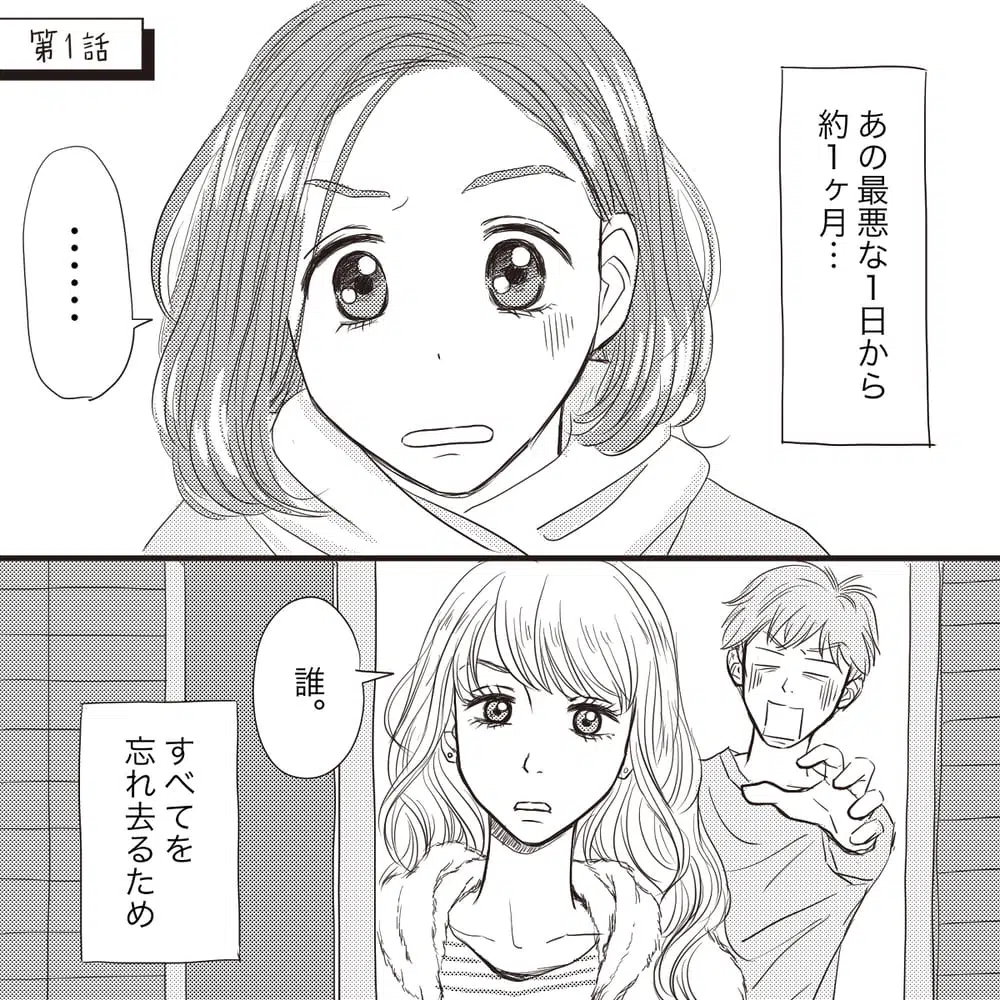 第1話
あの最悪な1日から
約1ヶ月…
……
誰。
すべてを
忘れ去るため